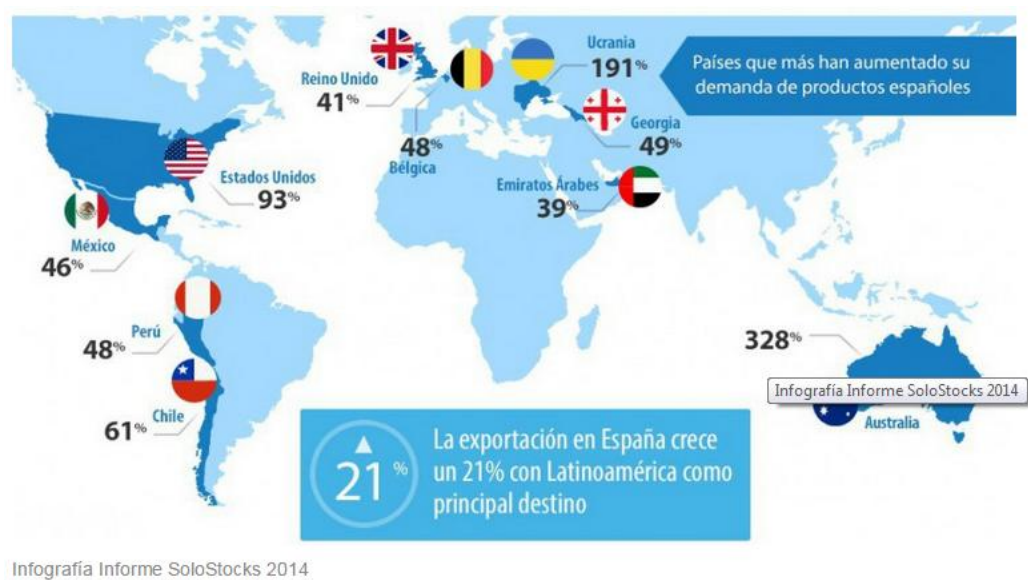 Países que más han aumentado su
demanda de productos españoles
Reino Unido
41%
48%
Bélgica
Ucrania
191%
Georgia
49%
Emiratos Árabes
39%
Estados Unidos
93%
México
46%
Perú
48%
Chile
61%
328%
Infografía Informe SoloStocks 2014
Australia
21%
La exportación en España crece
un 21% con Latinoamérica como
principal destino
Infografía Informe SoloStocks 2014